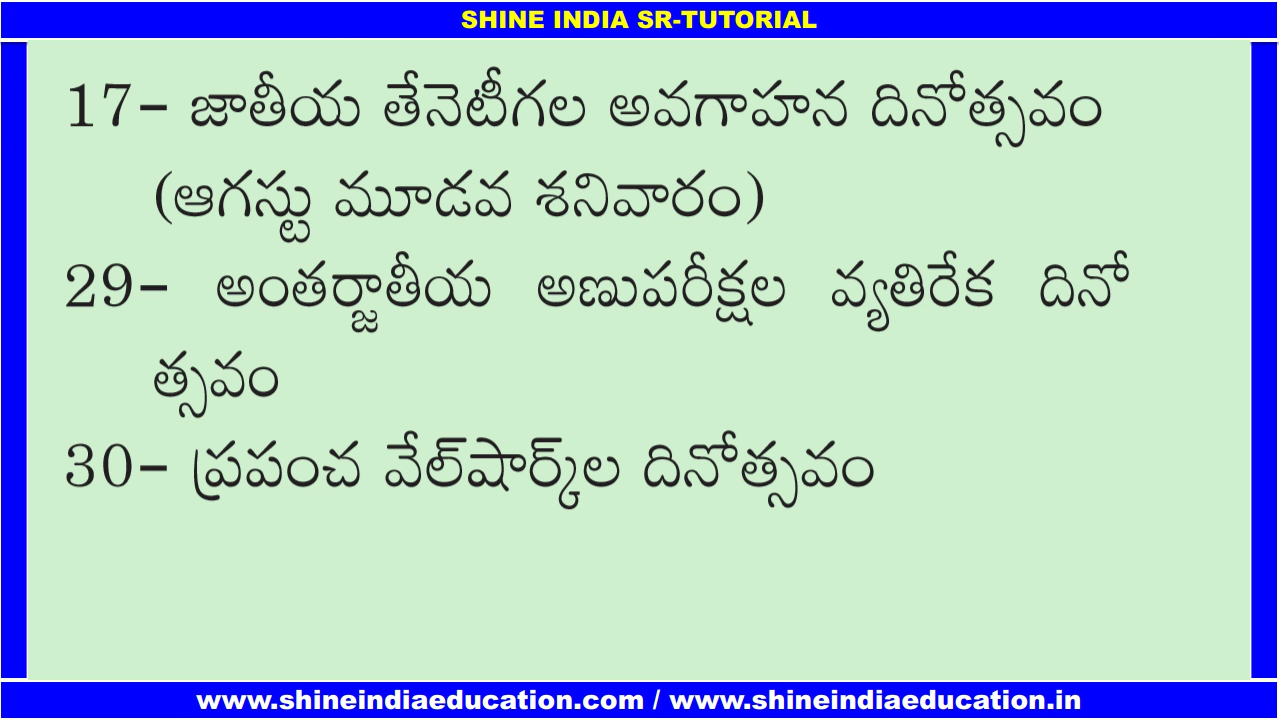 SHINE INDIA SR-TUTORIAL
17– జాతీయ తేనెటీగల అవగాహన దినోత్సవం
(ఆగస్టు మూడవ శనివారం)
29– అంతర్జాతీయ అణుపరీక్షల వ్యతిరేక దినో
త్సవం
30– ప్రపంచ వేల్‌షార్క్‌ల దినోత్సవం
www.shineindiaeducation.com / www.shineindiaeducation.in